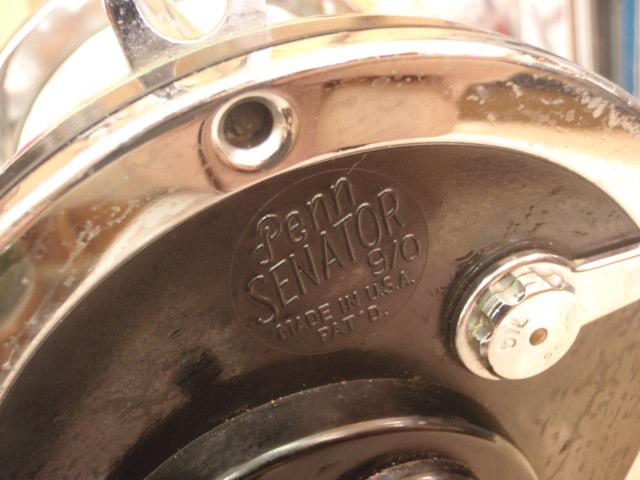 Penn
SENATOR
9/0
MADE IN U.S.A.
PAT'D.
OIL